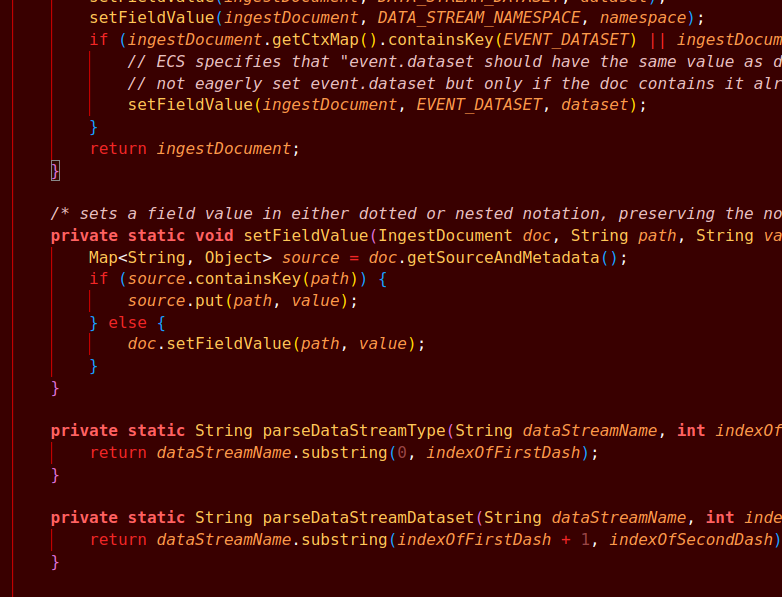 setFieldValue(ingestDocument, DATA_STREAM_DATASET, dataset);
setFieldValue(ingestDocument, DATA_STREAM_NAMESPACE, namespace);
if (ingestDocument.getCtxMap().containsKey(EVENT_DATASET) || ingestDocum
// ECS specifies that "event.dataset should have the same value as d
// not eagerly set event.dataset but only if the doc contains it alr
setFieldValue(ingestDocument, EVENT_DATASET, dataset);
}
return ingestDocument;
}
/* sets a field value in either dotted or nested notation, preserving the no
private static void setFieldValue(IngestDocument doc, String path, String va
Map<String, Object> source = doc.getSourceAndMetadata();
if (source.containsKey(path)) {
source.put(path, value);
} else {
doc.setFieldValue(path, value);
}
}
private static String parseDataStreamType(String dataStreamName, int indexOf
return dataStreamName.substring(0, indexOfFirstDash);
}
private static String parseDataStreamDataset(String dataStreamName, int inde
return dataStreamName.substring(indexOfFirstDash + 1, indexOfSecondDash)
}